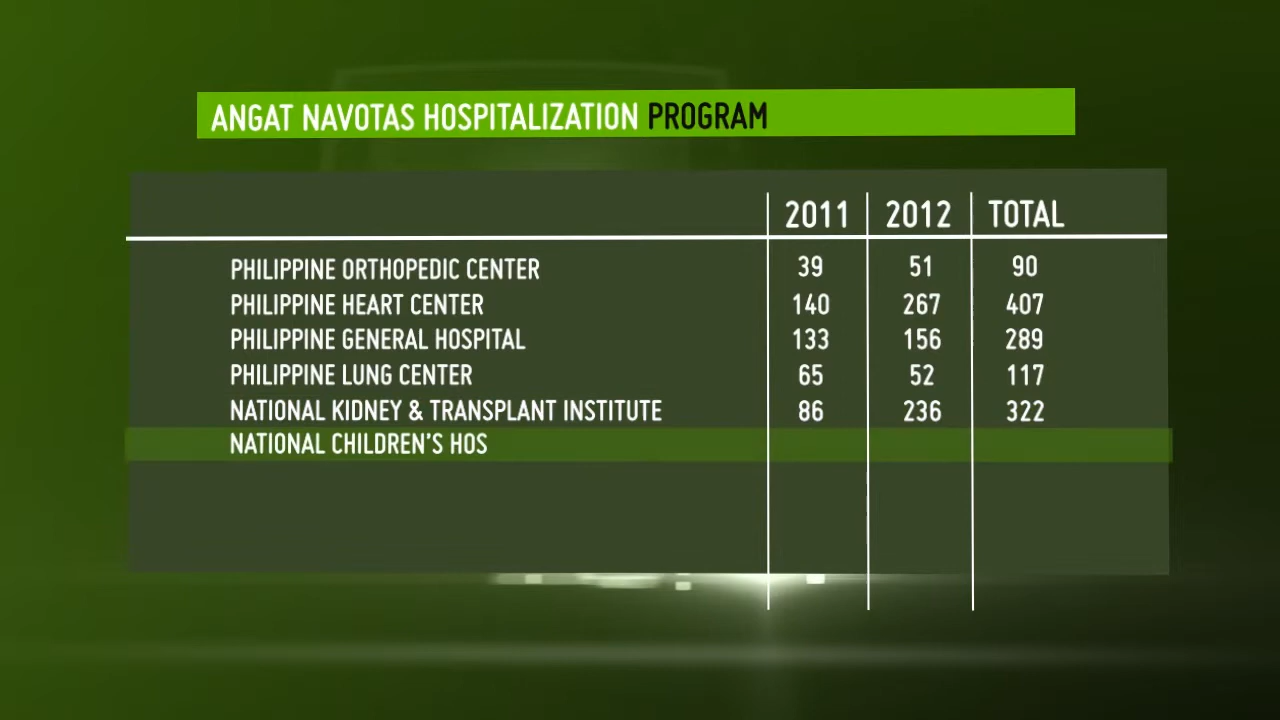 ANGAT NAVOTAS HOSPITALIZATION PROGRAM
2011 2012 TOTAL
PHILIPPINE ORTHOPEDIC CENTER 39 51 90
PHILIPPINE HEART CENTER 140 267 407
PHILIPPINE GENERAL HOSPITAL 133 156 289
PHILIPPINE LUNG CENTER 65 52 117
NATIONAL KIDNEY & TRANSPLANT INSTITUTE 86 236 322
NATIONAL CHILDREN'S HOS